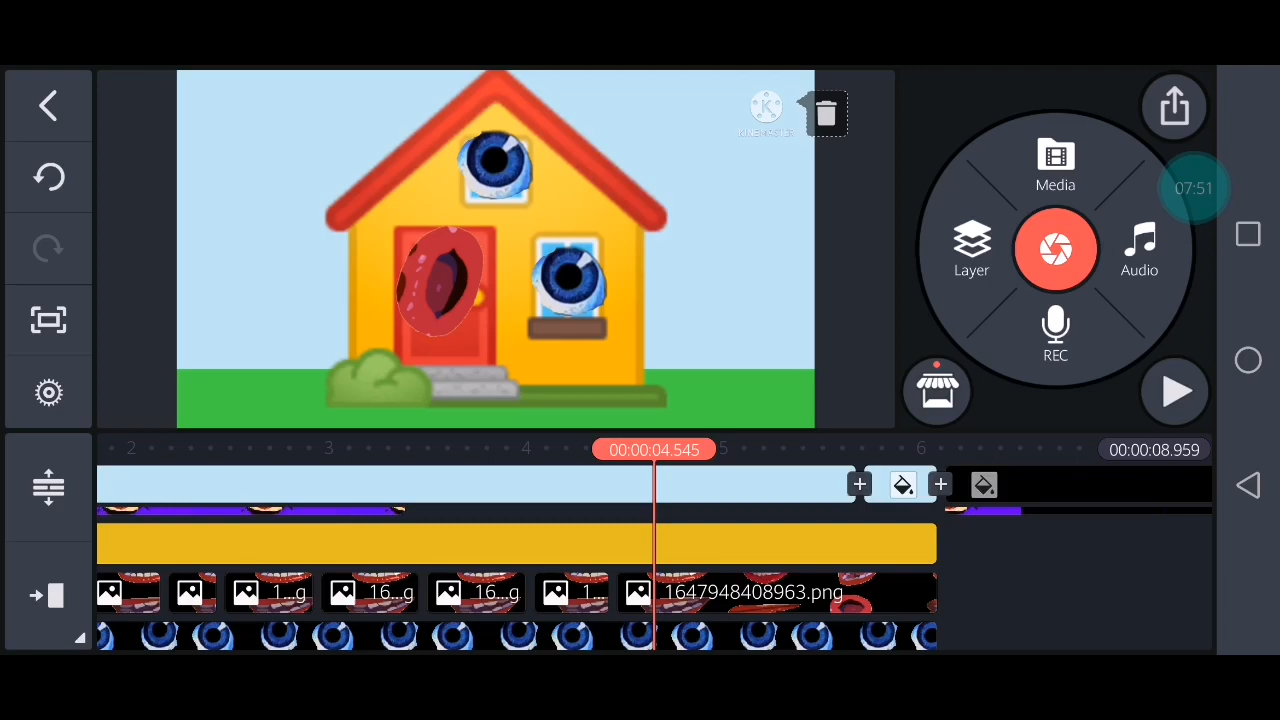 KINEMASTER
Media
07:51
Layer
Audio
REC
2
3
4
00:00:04.545
5
6
00:00:08.959
1...g
16...g
16...g
1...
1647948408963.png